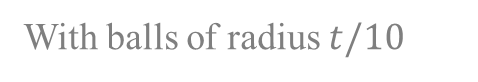 With balls of radius t/10